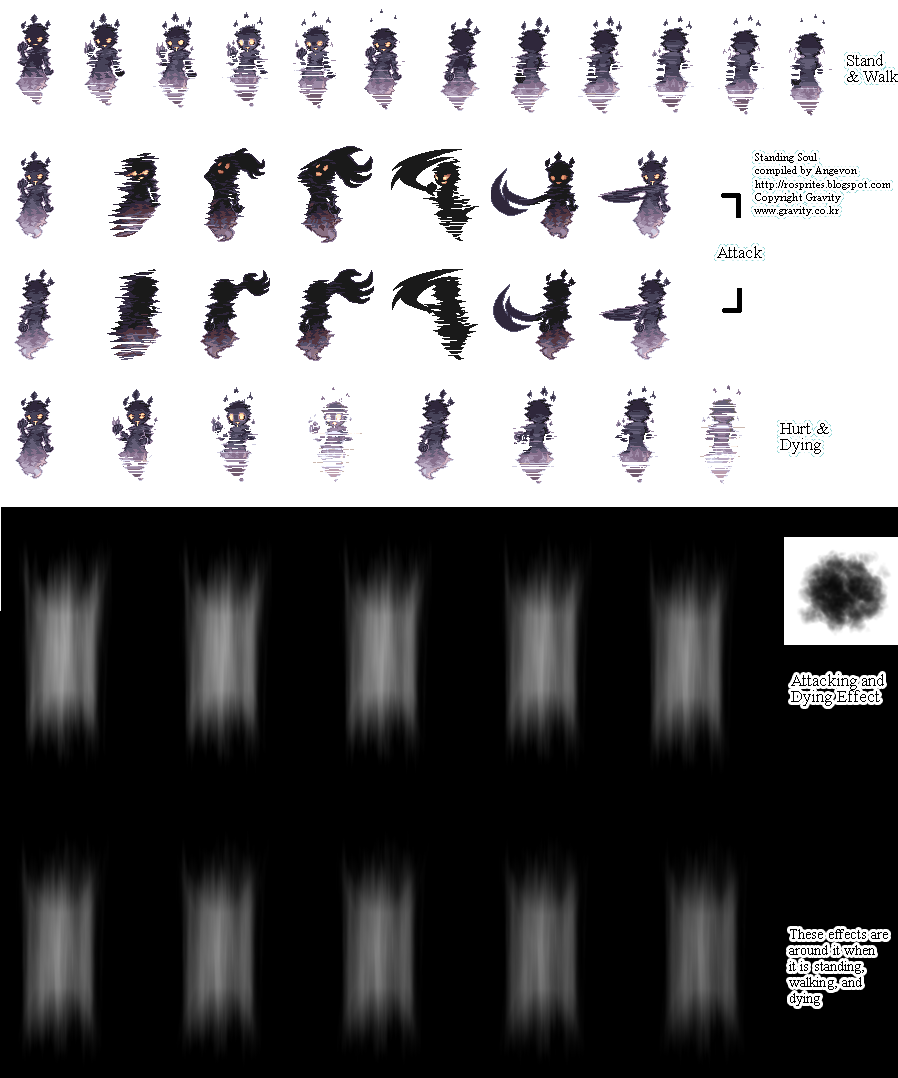 Stand
& Walk
Standing Soul
compiled by Angevon
http://rosprites.blogspot.com
Copyright Gravity
www.gravity.co.kr
Attack
Hurt &
Dying
Attacking and
Dying Effect
These effects are
around it when
it is standing,
walking, and
dying